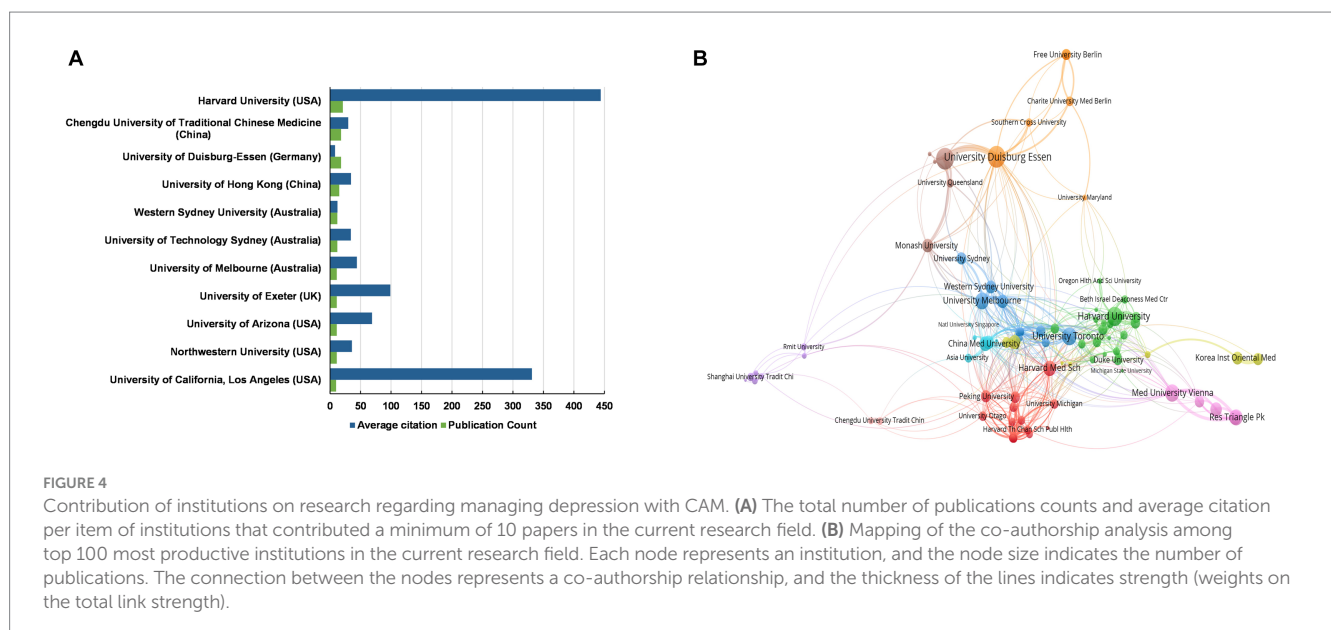 A
Harvard University (USA)
Chengdu University of Traditional Chinese Medicine
(China)
University of Duisburg-Essen (Germany)
University of Hong Kong (China)
Western Sydney University (Australia)
University of Technology Sydney (Australia)
University of Melbourne (Australia)
University of Exeter (UK)
University of Arizona (USA)
Northwestern University (USA)
University of California, Los Angeles (USA)
0 50 100 150 200 250 300 350 400 450
Average citation Publication Count
B
Free University Berlin
Charite University Med Berlin
Southern Cross University
University Duisburg Essen
University Queensland
University Maryland
Monash University
University Sydney
Oregon Hlth And Sci University
Western Sydney University
Beth Israel Deaconess Med Ctr
University Melbourne
Harvard University
Natl University Singapore
University Toronto
China Med University
Rmit University
Asia University
Duke University
Korea Inst Oriental Med
Harvard Med Sch
Michigan State University
Shanghai University Tradit Chi
Med University Vienna
Peking University
University Michigan
University Otago
Res Triangle Pk
Chengdu University Tradit Chin
Harvard Th Chan Sch Publ Hlth
FIGURE 4
Contribution of institutions on research regarding managing depression with CAM. (A) The total number of publications counts and average citation
per item of institutions that contributed a minimum of 10 papers in the current research field. (B) Mapping of the co-authorship analysis among
top 100 most productive institutions in the current research field. Each node represents an institution, and the node size indicates the number of
publications. The connection between the nodes represents a co-authorship relationship, and the thickness of the lines indicates strength (weights on
the total link strength).